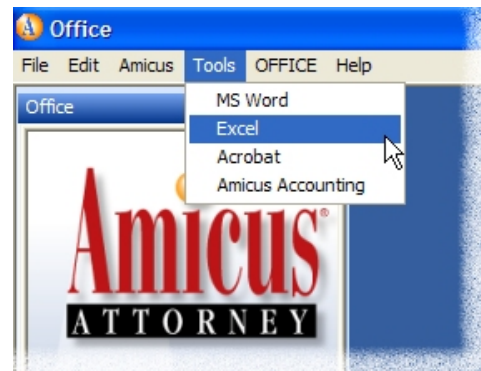 Office
File Edit Amicus Tools OFFICE Help
Office
MS Word
Excel
Acrobat
Amicus Accounting
Amicus®
ATTORNEY